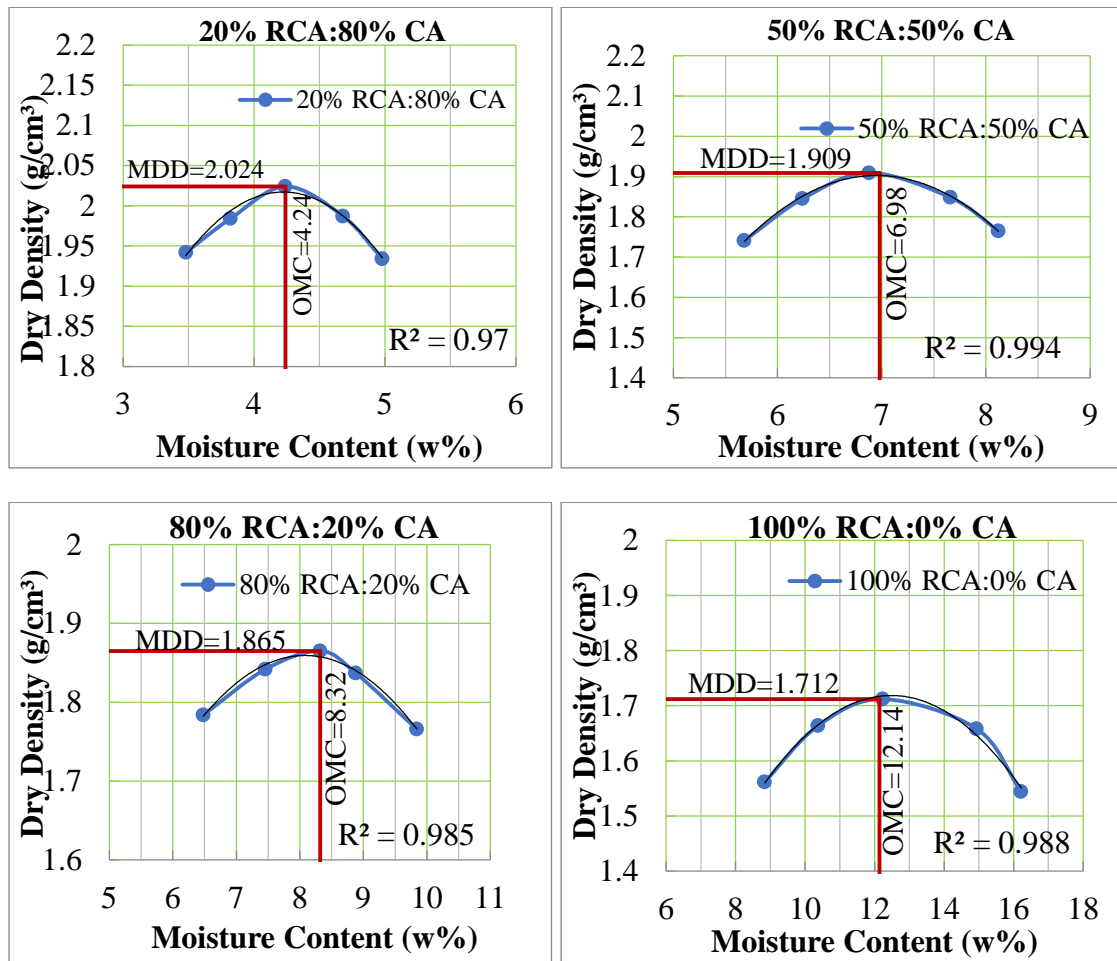 20% RCA:80% CA
2.2
2.15
2.1
2.05
2
1.95
1.9
1.85
1.8
Dry Density (g/cm³)
20% RCA:80% CA
MDD=2.024
OMC=4.24
R² = 0.97
3 4 5 6
Moisture Content (w%)
50% RCA:50% CA
2.2
2.1
2
1.9
1.8
1.7
1.6
1.5
1.4
Dry Density (g/cm³)
50% RCA:50% CA
MDD=1.909
OMC=6.98
R² = 0.994
5 6 7 8 9
Moisture Content (w%)
80% RCA:20% CA
2
1.9
1.8
1.7
1.6
Dry Density (g/cm³)
80% RCA:20% CA
MDD=1.865
OMC=8.32
R² = 0.985
5 6 7 8 9 10 11
Moisture Content (w%)
100% RCA:0% CA
2
1.9
1.8
1.7
1.6
1.5
1.4
Dry Density (g/cm³)
100% RCA:0% CA
MDD=1.712
OMC=12.14
R² = 0.988
6 8 10 12 14 16 18
Moisture Content (w%)